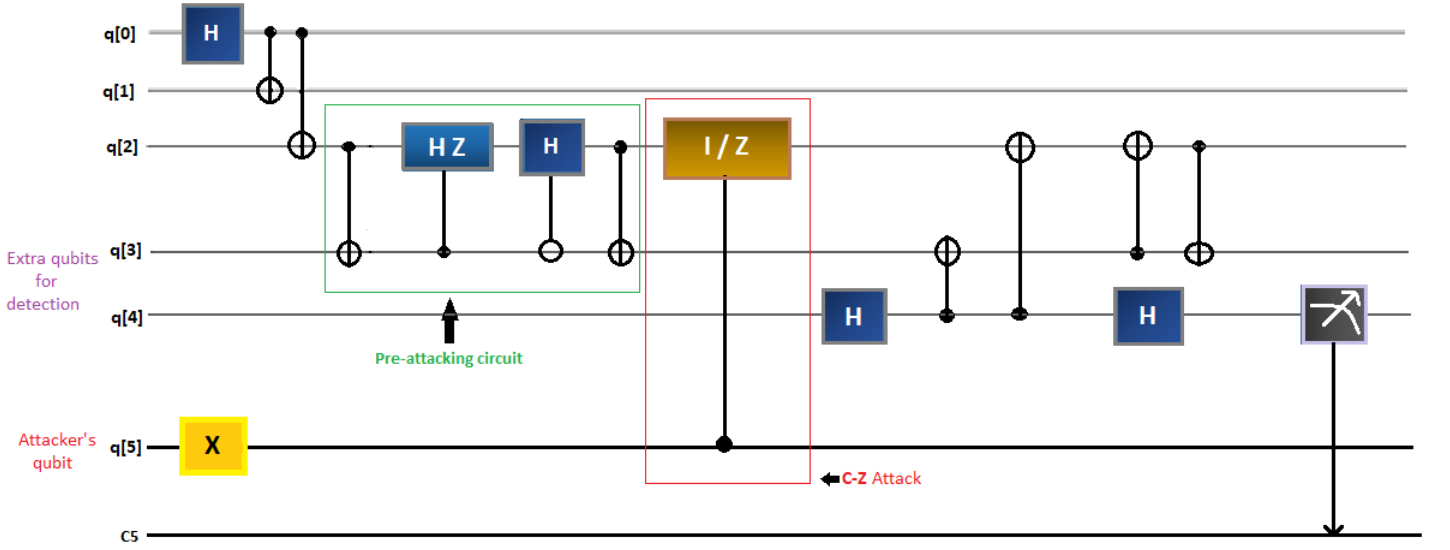 q[0]
H
q[1]
q[2]
H Z
H
I / Z
Extra qubits
for
detection
q[3]
q[4]
H
H
Pre-attacking circuit
Attacker's
qubit
q[5]
X
C-Z Attack
C5